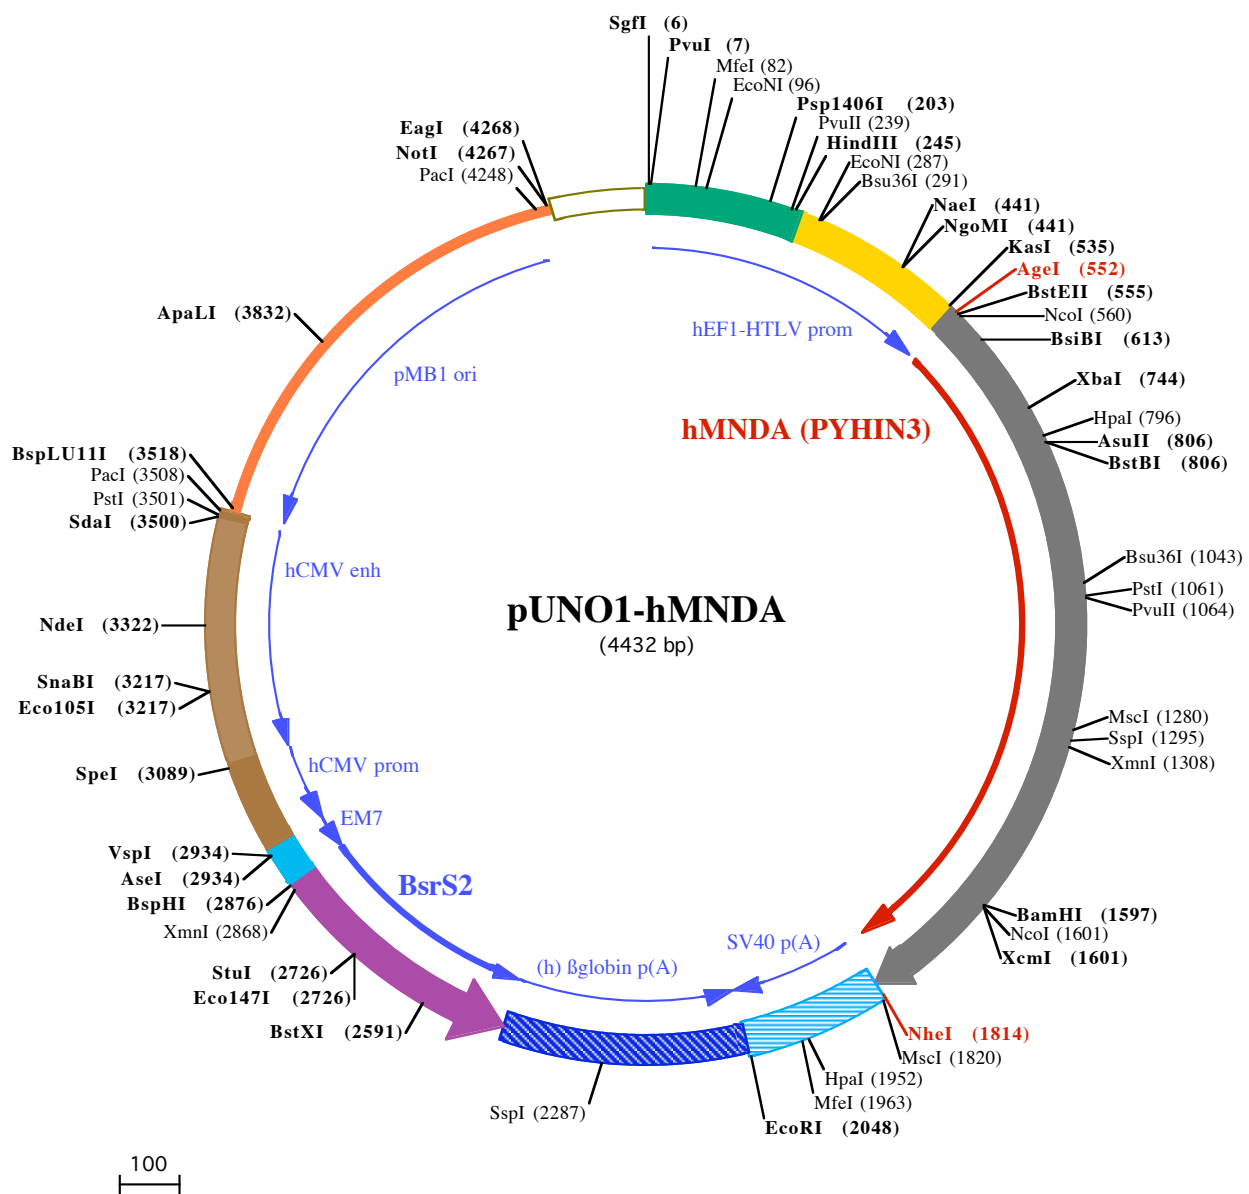 SgfI (6)
PvuI (7)
MfeI (82)
EcoNI (96)
Psp1406I (203)
PvuII (239)
HindIII (245)
EcoNI (287)
Bsu36I (291)
NaeI (441)
NgoMI (441)
KasI (535)
AgeI (552)
BstEII (555)
NcoI (560)
BsiBI (613)
XbaI (744)
HpaI (796)
AsuII (806)
BstBI (806)
Bsu36I (1043)
PstI (1061)
PvuII (1064)
MscI (1280)
SspI (1295)
XmnI (1308)
BamHI (1597)
NcoI (1601)
XcmI (1601)
NheI (1814)
MscI (1820)
HpaI (1952)
MfeI (1963)
EcoRI (2048)
SspI (2287)
BstXI (2591)
Eco147I (2726)
StuI (2726)
XmnI (2868)
BspHI (2876)
AseI (2934)
VspI (2934)
SpeI (3089)
Eco105I (3217)
SnaBI (3217)
NdeI (3322)
SdaI (3500)
PstI (3501)
PacI (3508)
BspLU11I (3518)
ApaLI (3832)
PacI (4248)
NotI (4267)
EagI (4268)
hEF1-HTLV prom
hMNDA (PYHIN3)
SV40 p(A)
(h) ßglobin p(A)
BsrS2
EM7
hCMV prom
hCMV enh
pMB1 ori
pUNO1-hMNDA
(4432 bp)
100